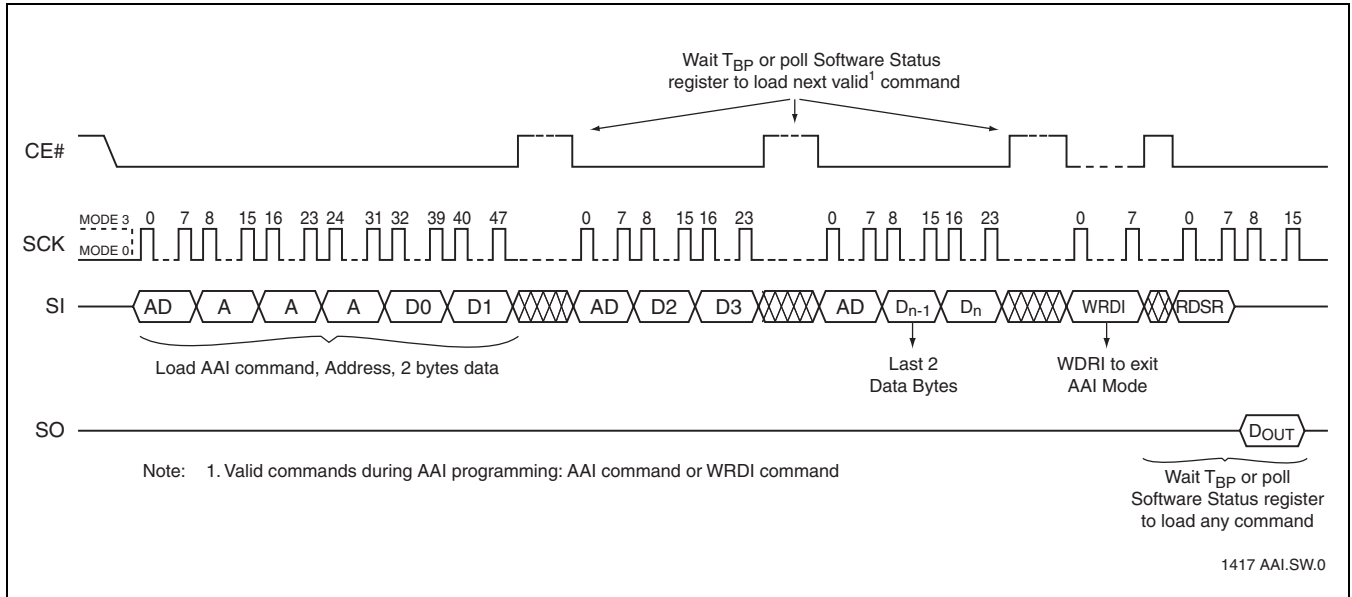 Wait TBP or poll Software Status
register to load next valid1 command
CE#
MODE 3 0 7 8 15 16 23 24 31 32 39 40 47 0 7 8 15 16 23 0 7 8 15 16 23 0 7 0 7 8 15
SCK
MODE 0
SI AD A A A D0 D1 AD D2 D3 AD Dn-1 Dn WRDI RDSR
Load AAI command, Address, 2 bytes data
Last 2
Data Bytes
WDRI to exit
AAI Mode
SO DOUT
Note: 1. Valid commands during AAI programming: AAI command or WRDI command
Wait TBP or poll
Software Status register
to load any command
1417 AAI.SW.0